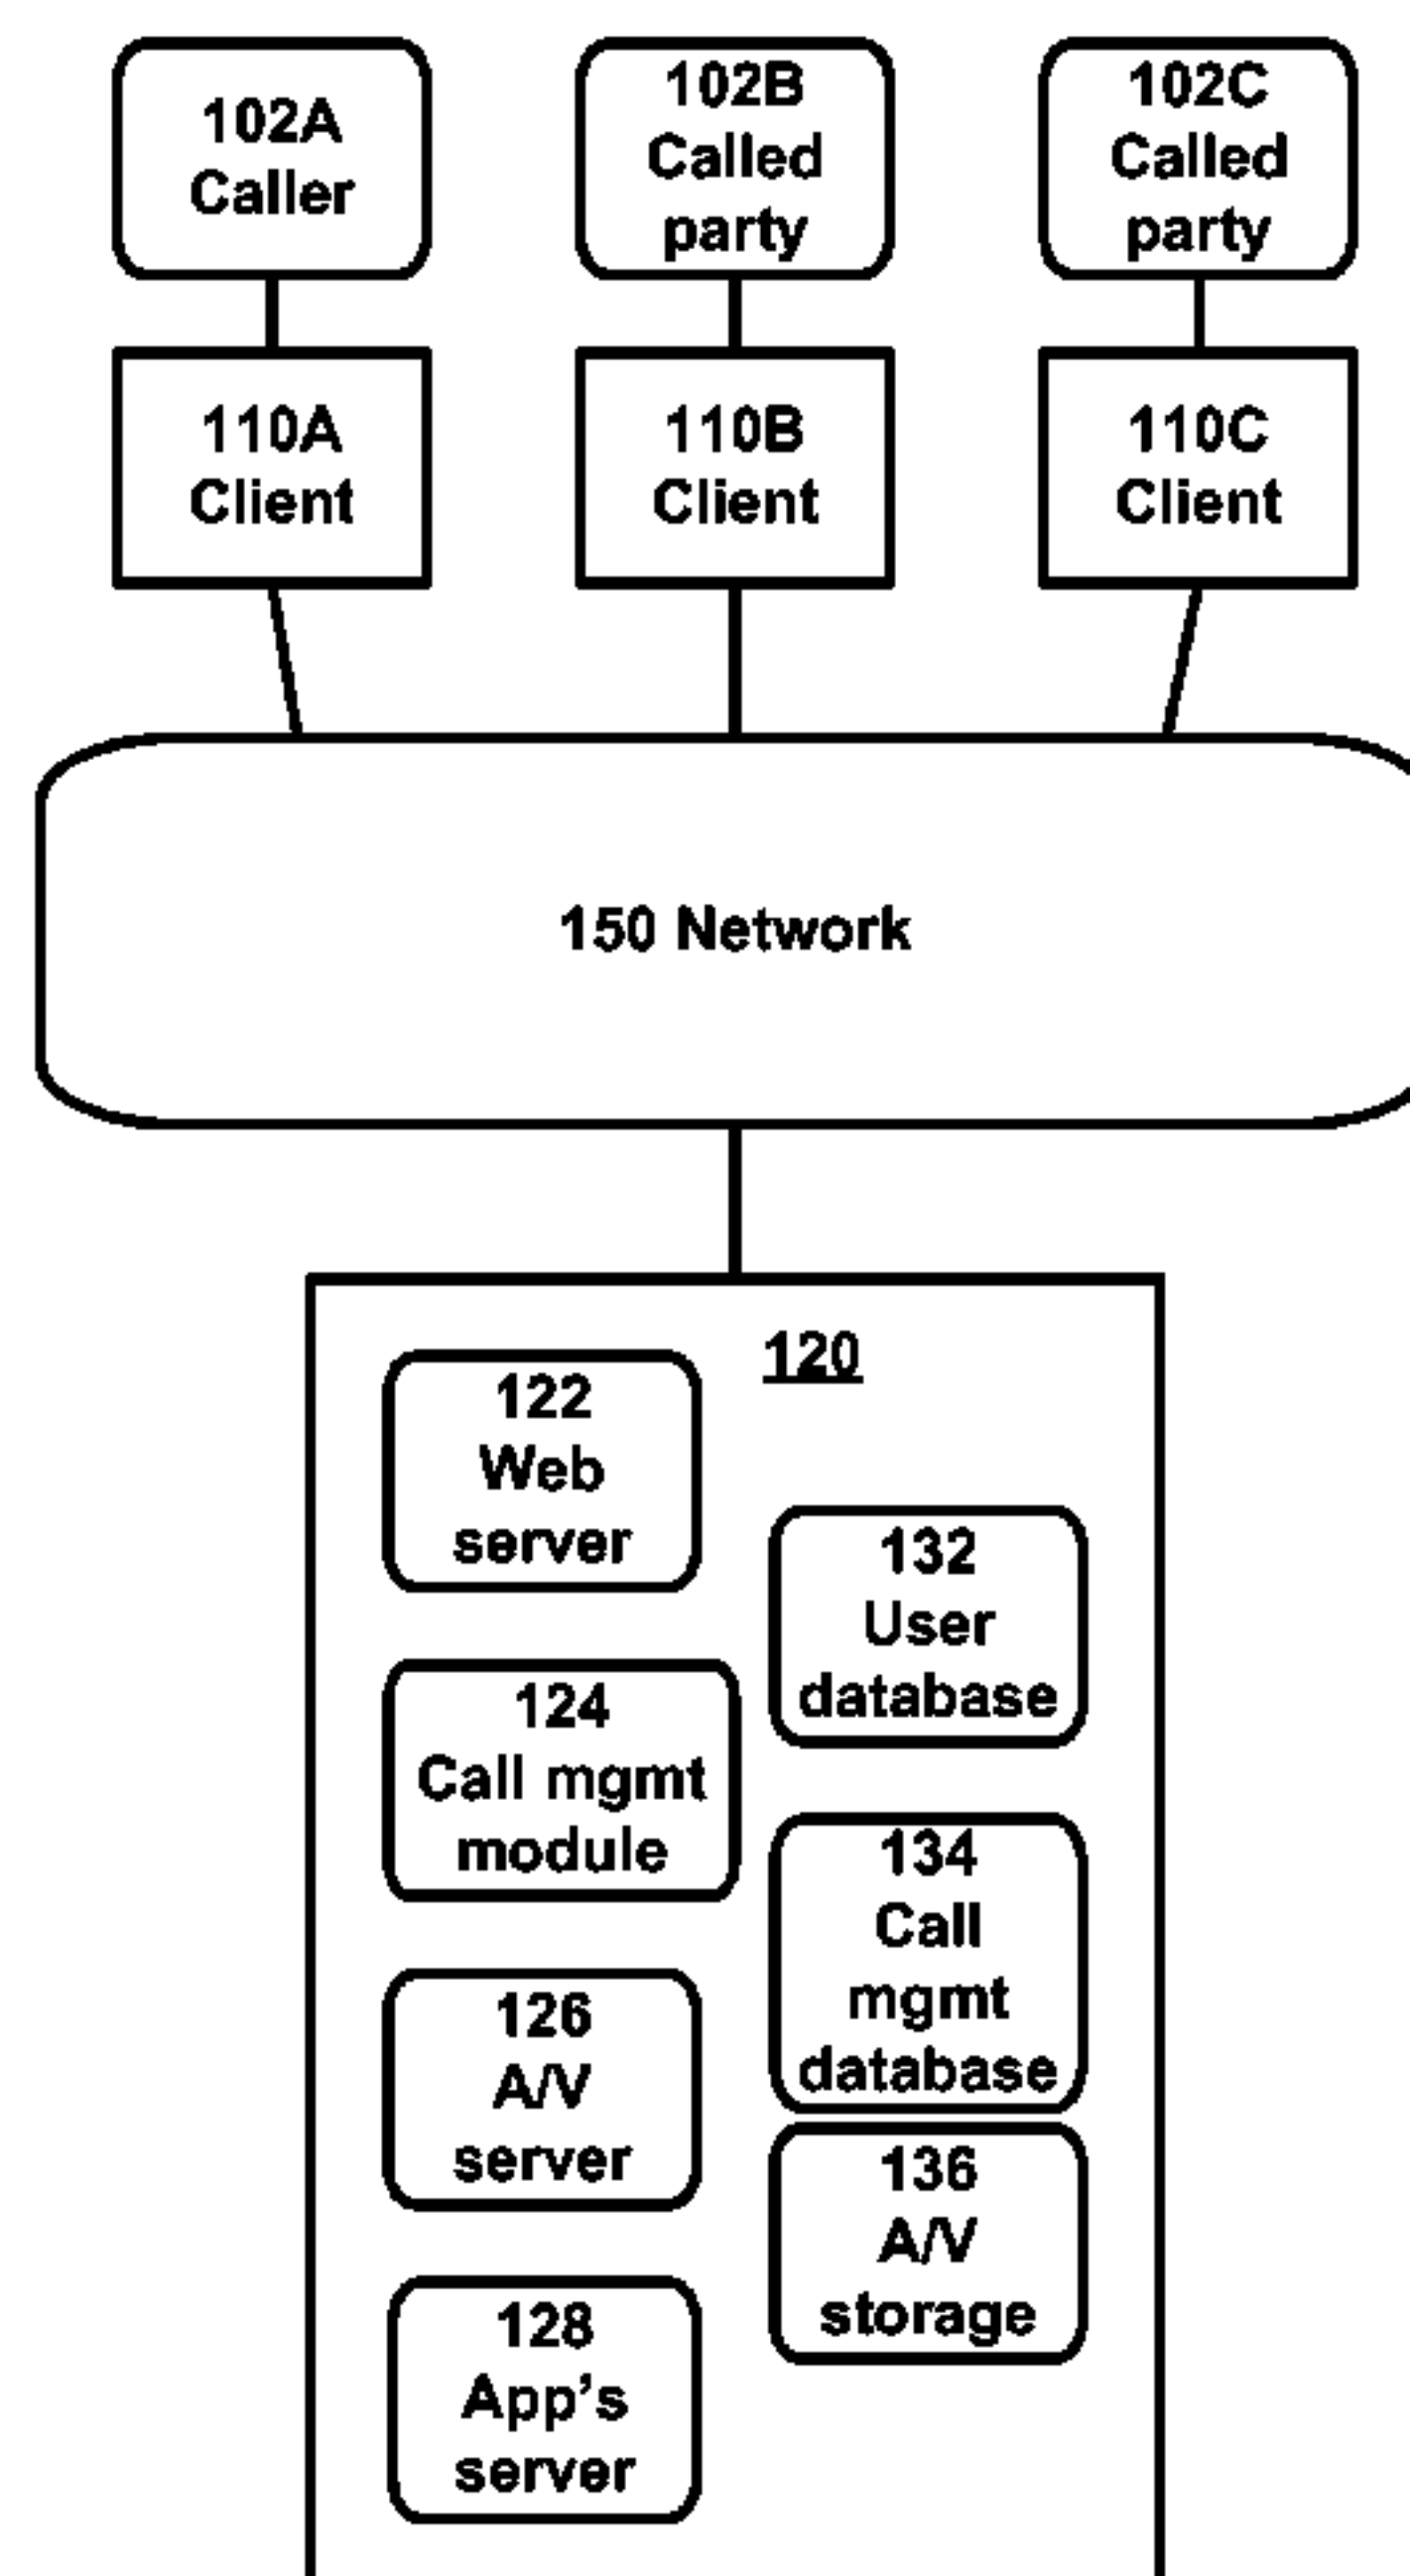 102A
Caller
102B
Called
party
102C
Called
party
110A
Client
110B
Client
110C
Client
150 Network
120
122
Web
server
132
User
database
124
Call mgmt
module
134
Call
mgmt
database
126
A/V
server
136
A/V
storage
128
App's
server